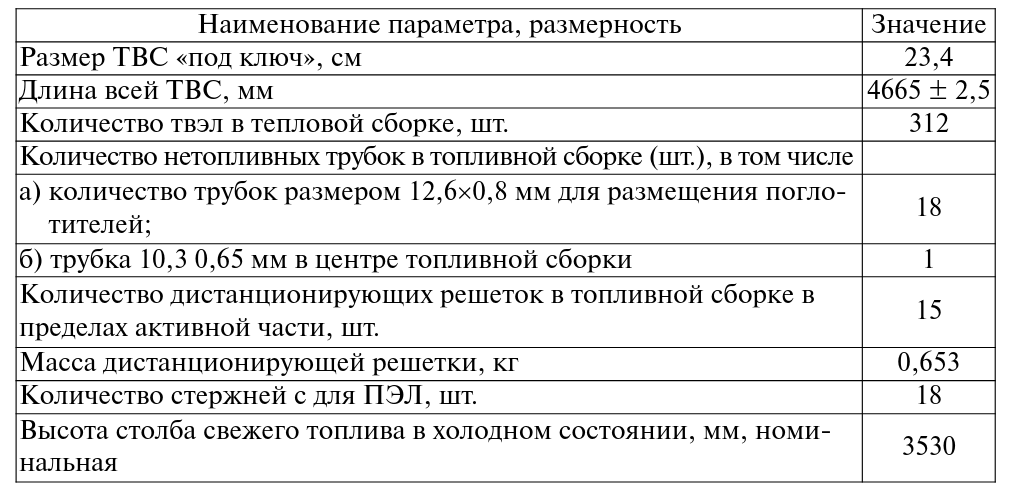 Наименование параметра, размерность Значение
Размер ТВС «под ключ», см 23,4
Длина всей ТВС, мм 4665 ± 2,5
Количество твэл в тепловой сборке, шт. 312
Количество нетопливных трубок в топливной сборке (шт.), в том числе
а) количество трубок размером 12,6×0,8 мм для размещения погло-
тителей; 18
б) трубка 10,3 0,65 мм в центре топливной сборки 1
Количество дистанционирующих решеток в топливной сборке в
пределах активной части, шт. 15
Масса дистанционирующей решетки, кг 0,653
Количество стержней с для ПЭЛ, шт. 18
Высота столба свежего топлива в холодном состоянии, мм, номи-
нальная 3530